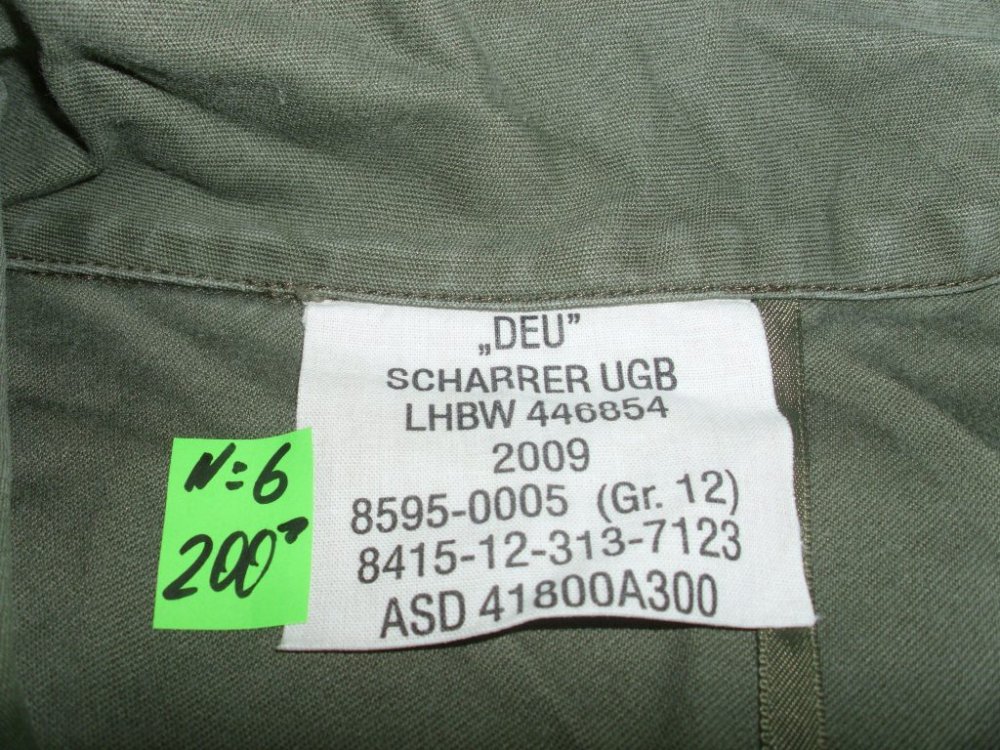 „DEU”
SCHARRER UGB
LHBW 446854
2009
8595-0005 (Gr. 12)
8415-12-313-7123
ASD 41800A300
N=6
200